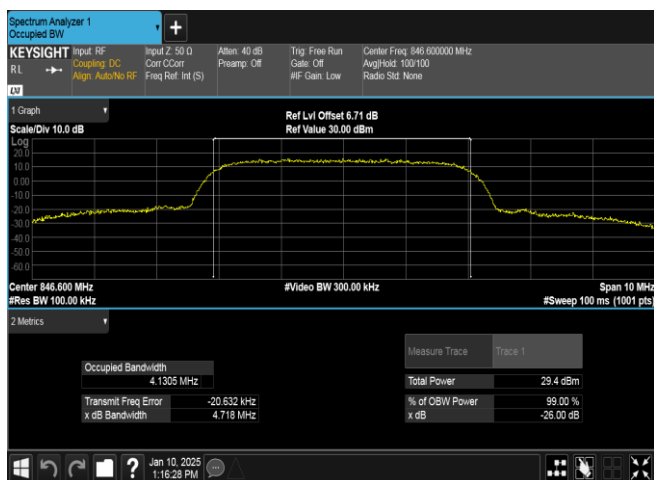 Spectrum Analyzer 1
Occupied BW
+
KEYSIGHT Input: RF Input Z: 50 Ω Atten: 40 dB Trig: Free Run Center Freq: 846.600000 MHz
RL Coupling: DC Corr CCorr Preamp: Off Gate: Off Avg|Hold: 100/100
Align: Auto/No RF Freq Ref: Int (S) #IF Gain: Low Radio Std: None
LXI
1 Graph
Ref Lvl Offset 6.71 dB
Scale/Div 10.0 dB Ref Value 30.00 dBm
Log
20.0
10.0
0.00
-10.0
-20.0
-30.0
-40.0
-50.0
-60.0
Center 846.600 MHz #Video BW 300.00 kHz Span 10 MHz
#Res BW 100.00 kHz #Sweep 100 ms (1001 pts)
2 Metrics
Measure Trace Trace 1
Occupied Bandwidth
4.1305 MHz
Total Power 29.4 dBm
Transmit Freq Error -20.632 kHz % of OBW Power 99.00 %
x dB Bandwidth 4.718 MHz x dB -26.00 dB
? Jan 10, 2025
1:16:28 PM